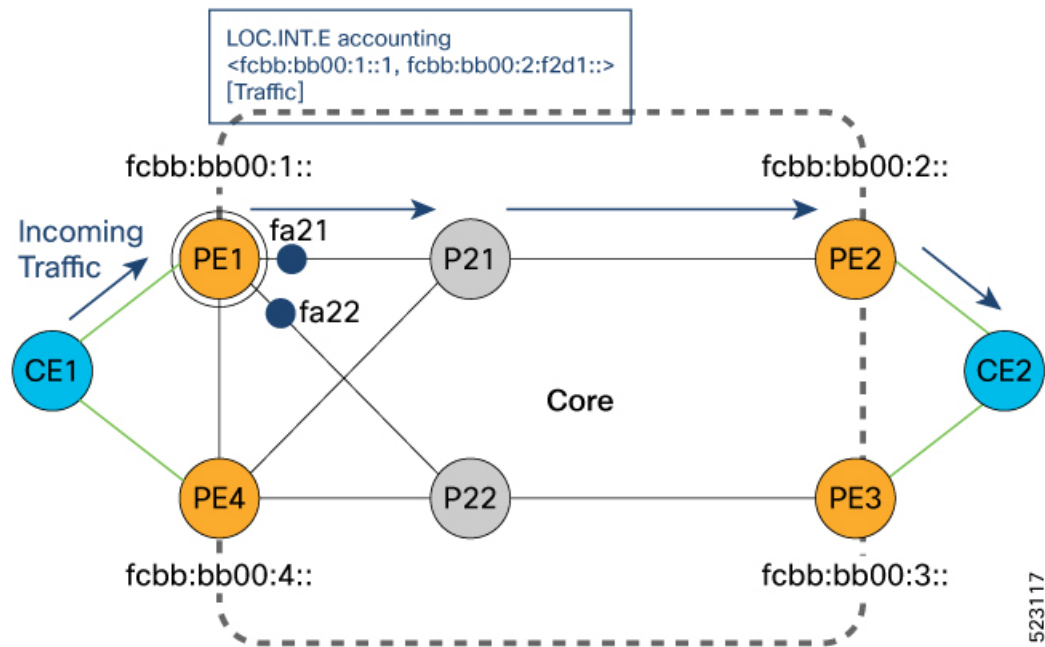 LOC.INT.E accounting
<fcbb:bb00:1::1, fcbb:bb00:2:f2d1::>
[Traffic]
fcbb:bb00:1::
fcbb:bb00:2::
Incoming
Traffic
PE1
fa21
P21
PE2
fa22
CE1
CE2
Core
PE4
P22
PE3
fcbb:bb00:4::
fcbb:bb00:3::
523117